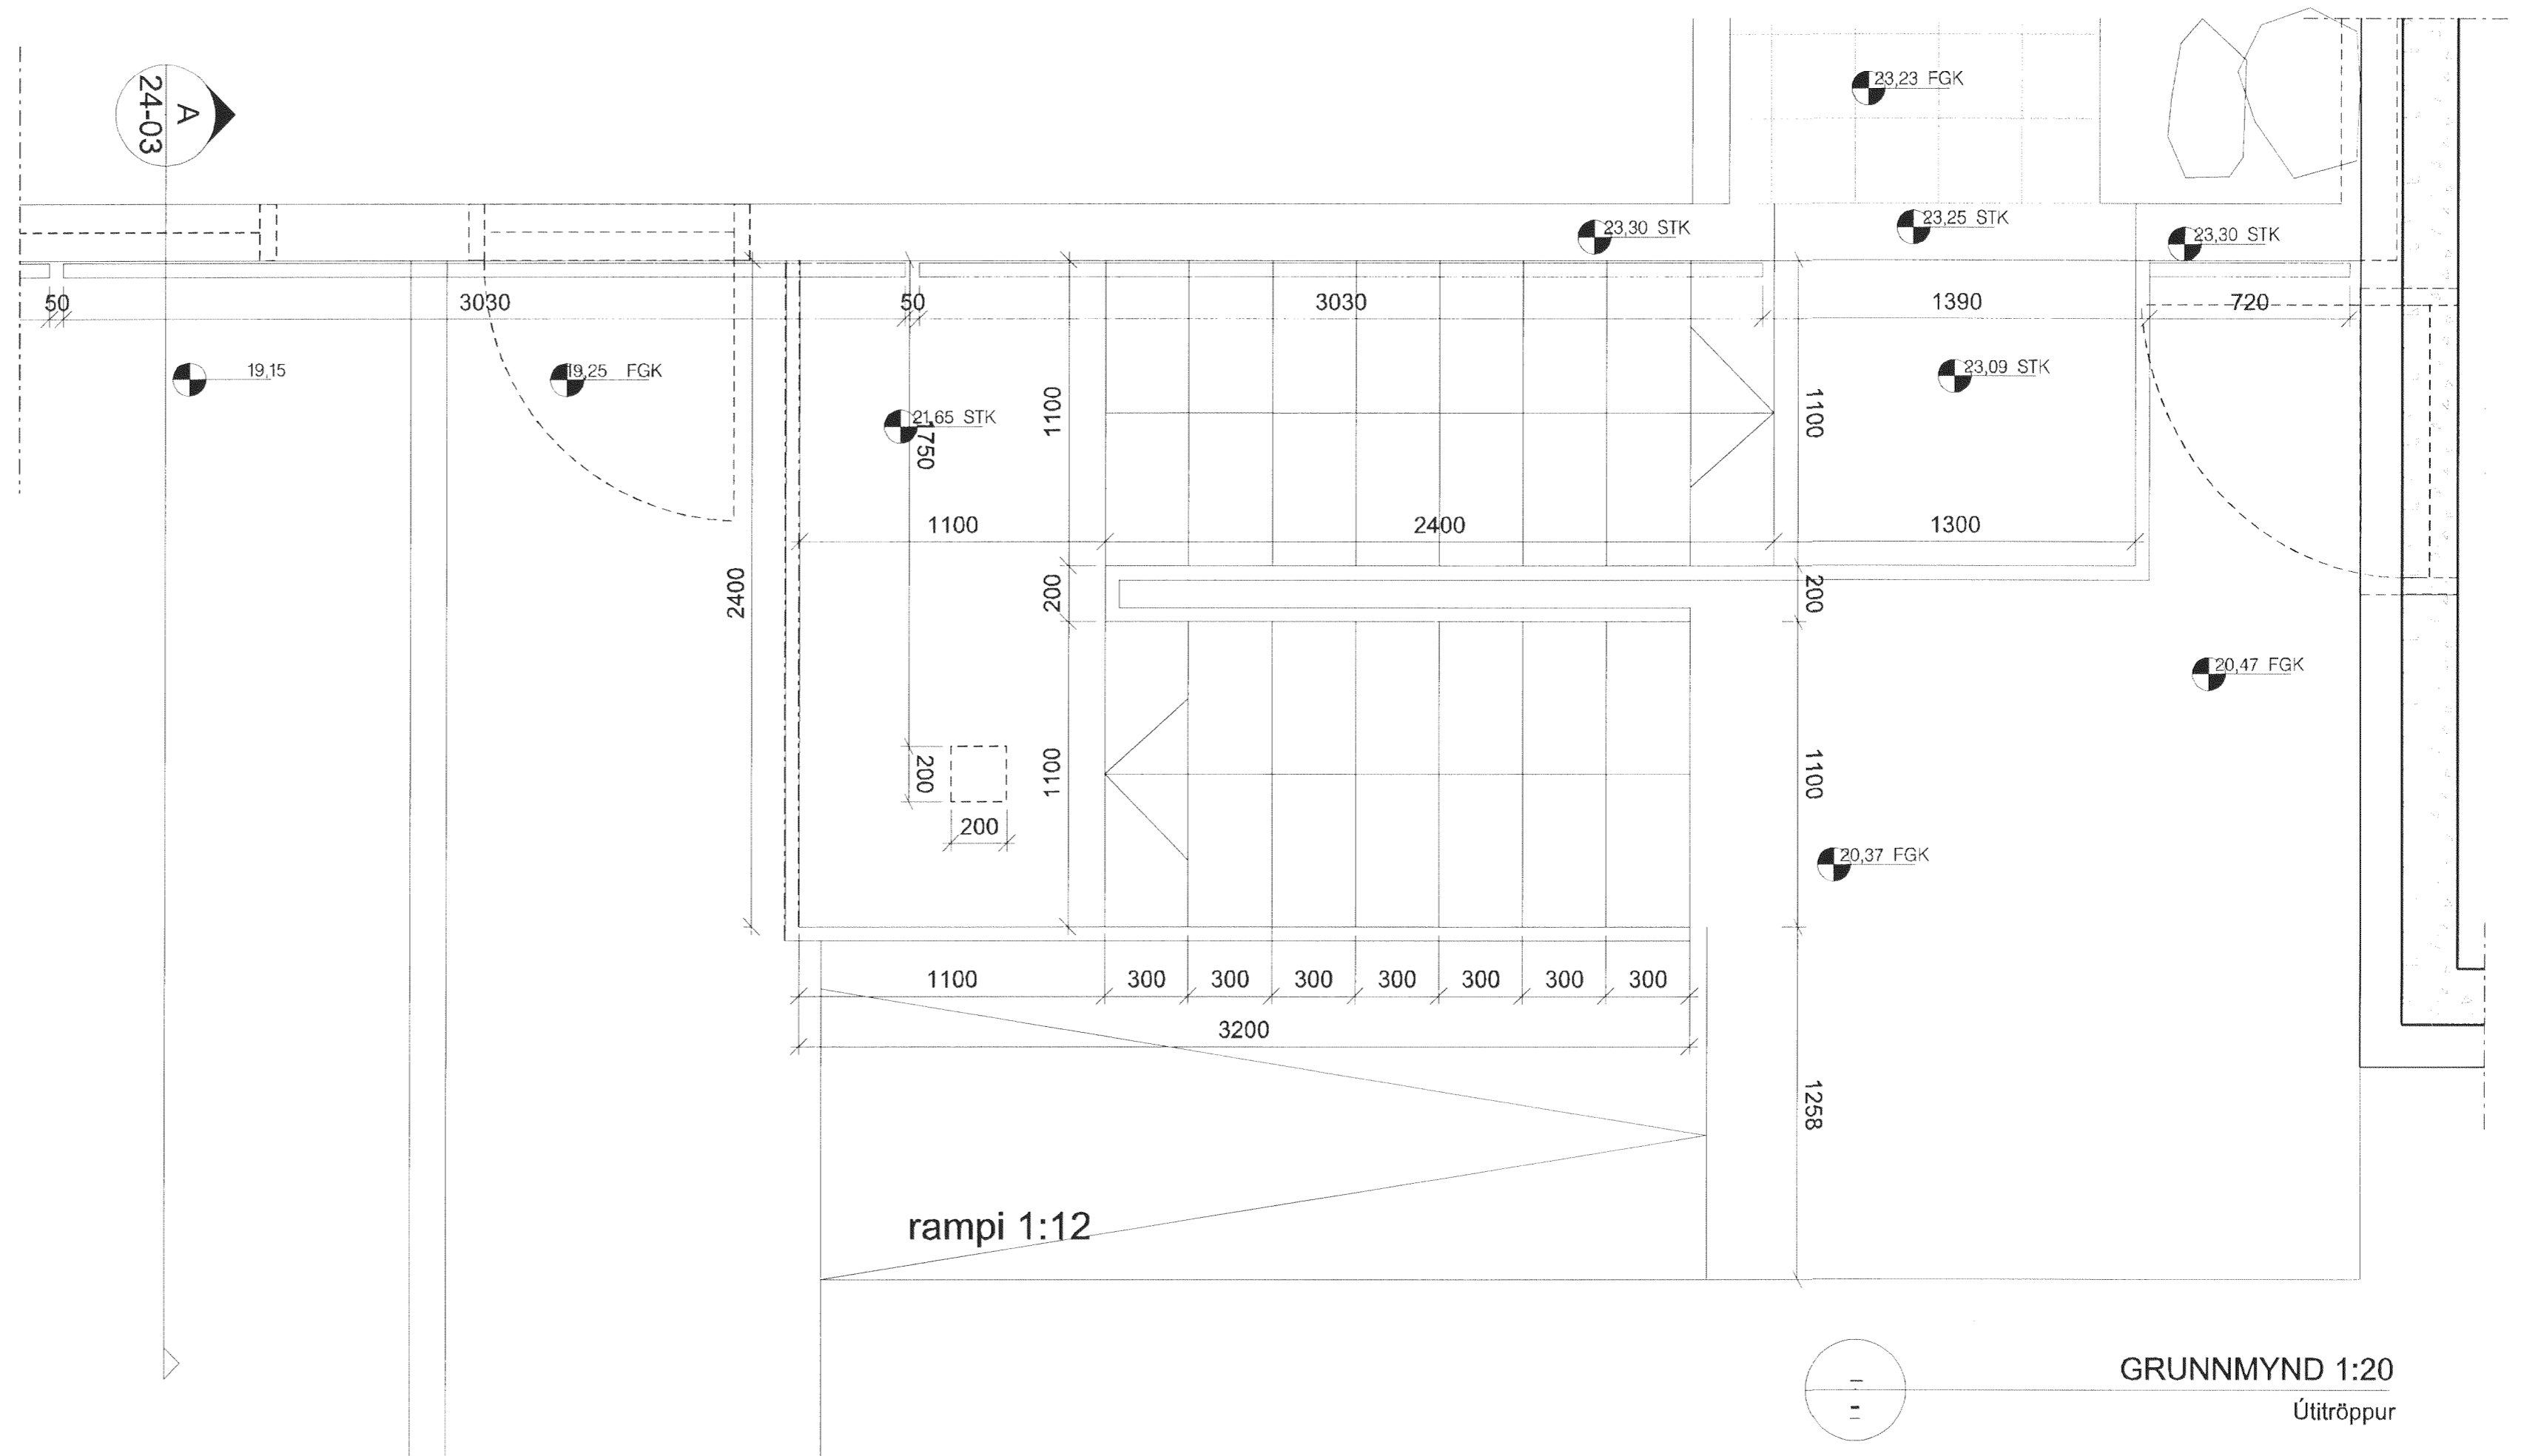 A
24-03
23,23 FGK
23,30 STK
23,25 STK
23,30 STK
50
3030
50
3030
1390
720
19,15
19,25 FGK
21,65 STK
23,09 STK
1750
1100
1100
1100
2400
1300
2400
200
200
20,47 FGK
200
1100
1100
200
20,37 FGK
1100
300
300
300
300
300
300
300
3200
1258
rampi 1:12
GRUNNMYND 1:20
Útitröppur